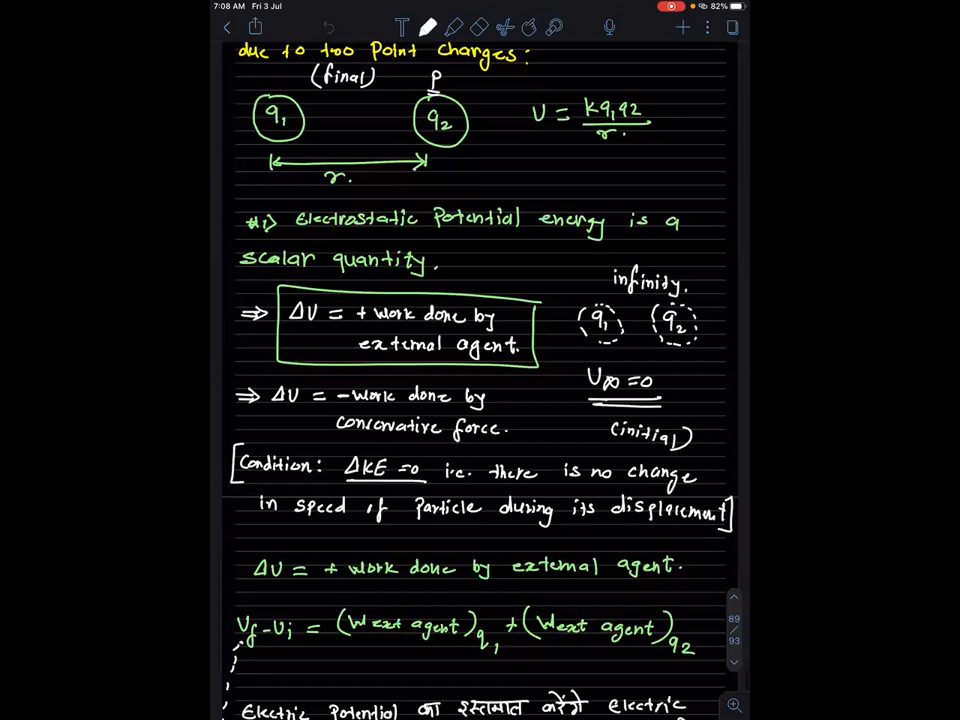 7:08 AM Fri 3 Jul
82%
due to two Point Charges:
(final)
P
q1
q2
U = kq1q2/r.
r.
#1) Electrostatic Potential energy is a
scalar quantity.
infinity.
⇒ ΔU = + work done by
external agent.
q1 q2
U∞ = 0
⇒ ΔU = - work done by
conservative force.
(initial)
[Condition: ΔKE = 0 i.e. there is no change
in speed of Particle during its displacement]
ΔU = + work done by external agent.
Uf - Ui = (Wext agent)q1 + (Wext agent)q2
89
93
Electric Potential का इस्तमाल करेंगे Electric